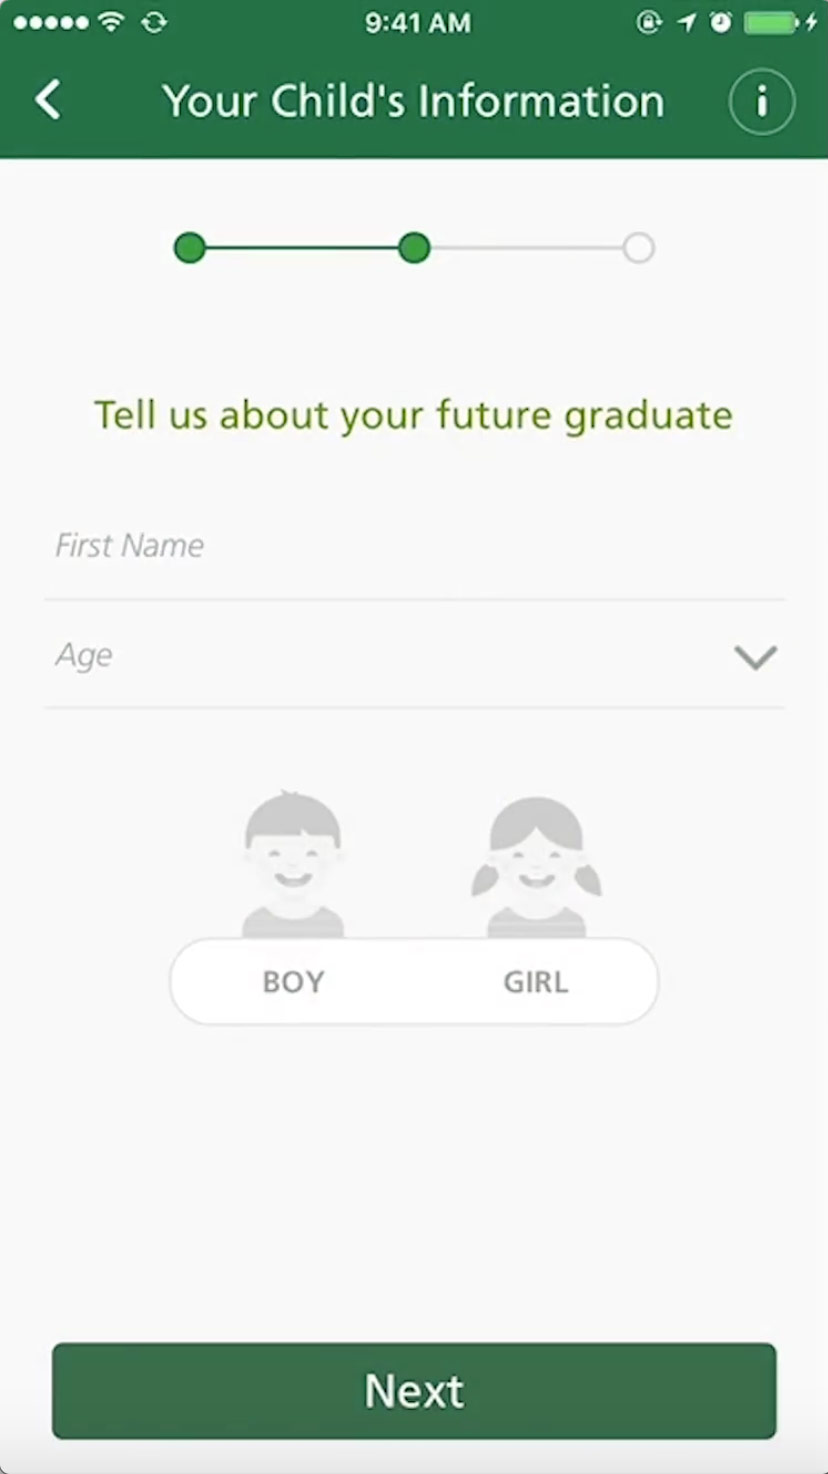 9:41 AM
Your Child's Information
Tell us about your future graduate
First Name
Age
BOY GIRL
Next